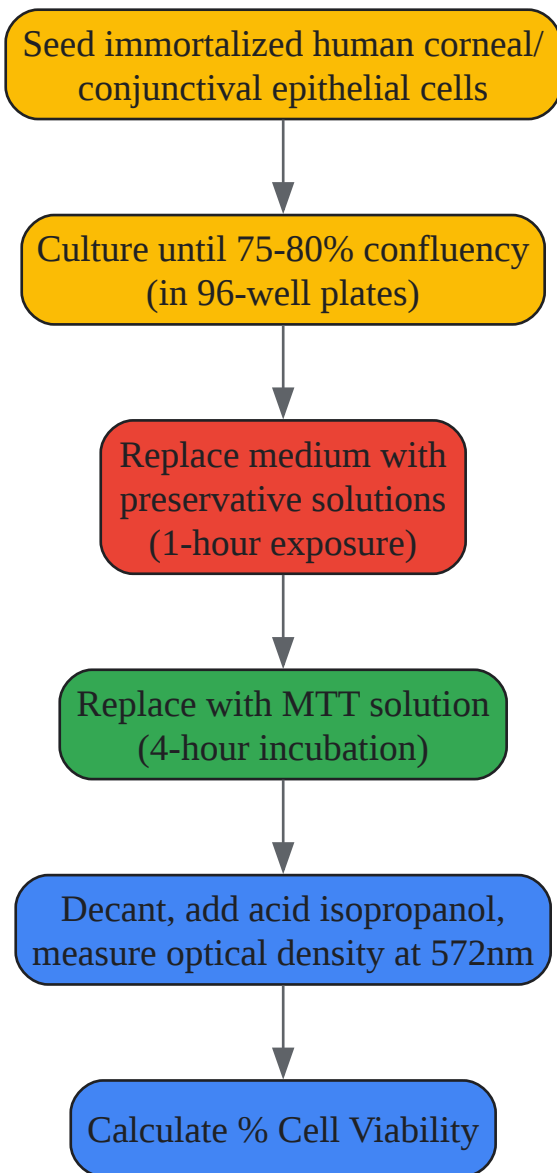 Seed immortalized human corneal/
conjunctival epithelial cells
Culture until 75-80% confluency
(in 96-well plates)
Replace medium with
preservative solutions
(1-hour exposure)
Replace with MTT solution
(4-hour incubation)
Decant, add acid isopropanol,
measure optical density at 572nm
Calculate % Cell Viability